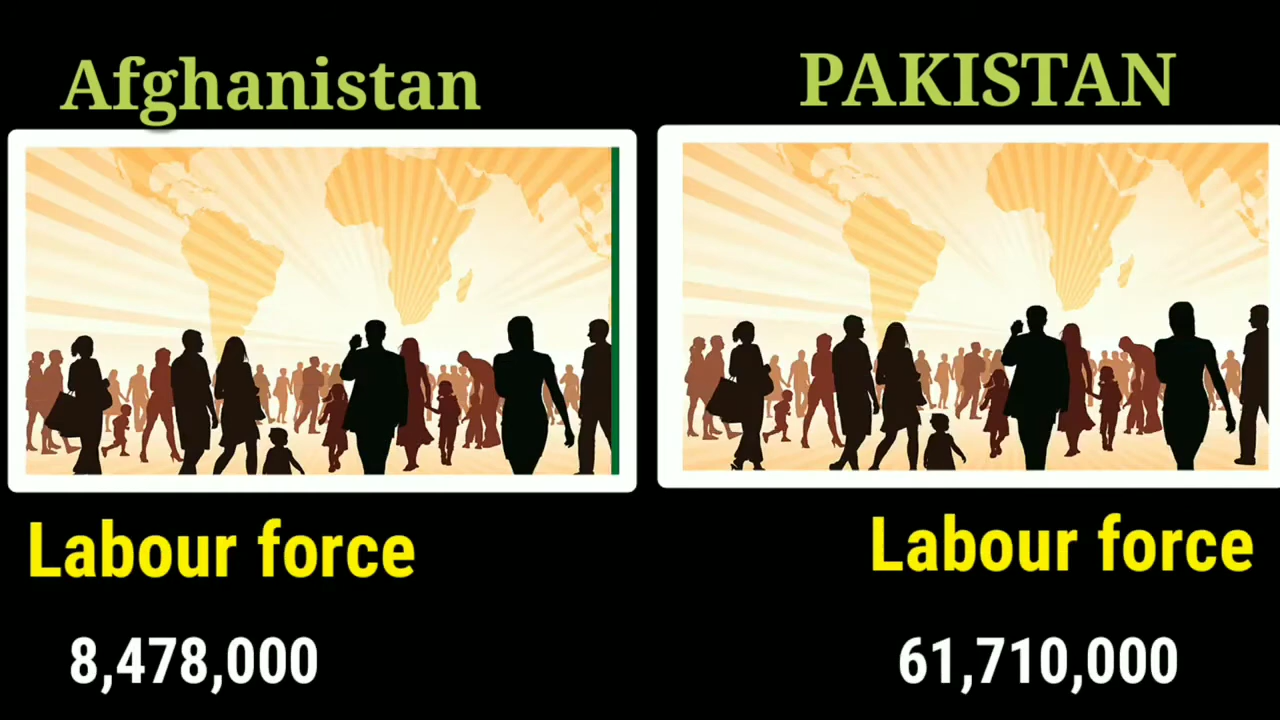 Afghanistan
PAKISTAN
Labour force
Labour force
8,478,000
61,710,000